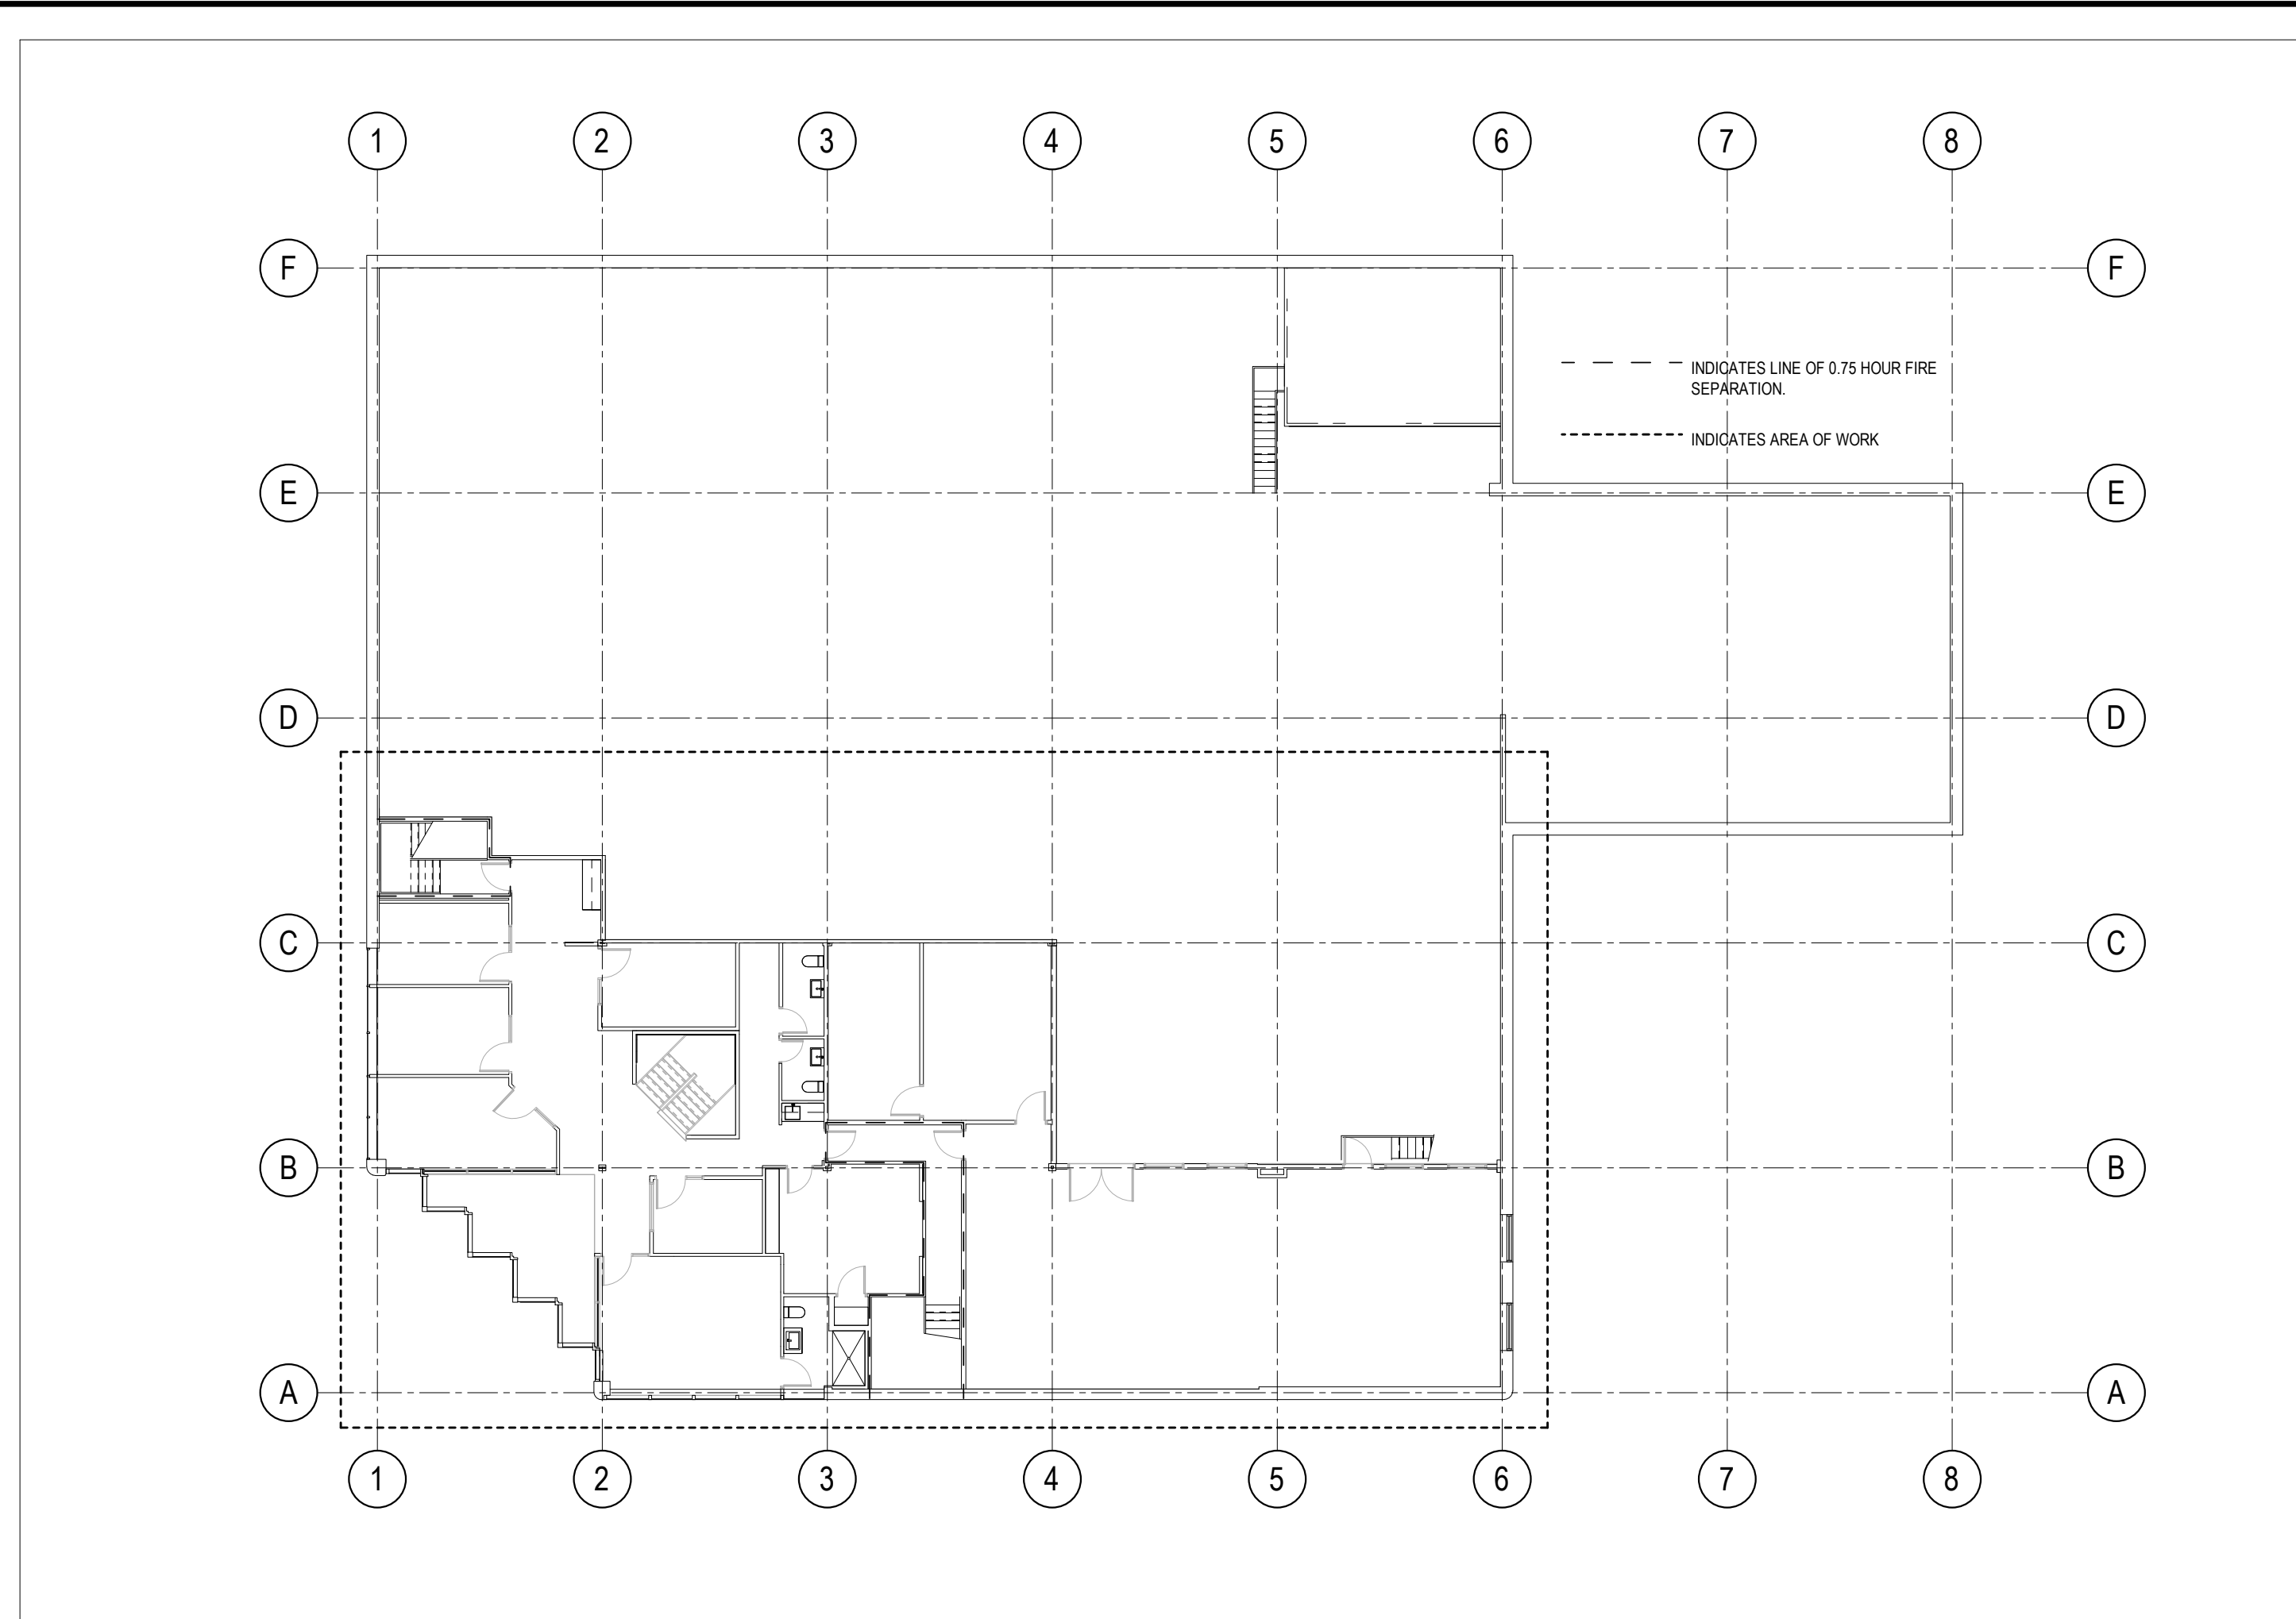 1 2 3 4 5 6 7 8
F F
INDICATES LINE OF 0.75 HOUR FIRE
SEPARATION.
INDICATES AREA OF WORK
E E
D D
C C
B B
A A
1 2 3 4 5 6 7 8